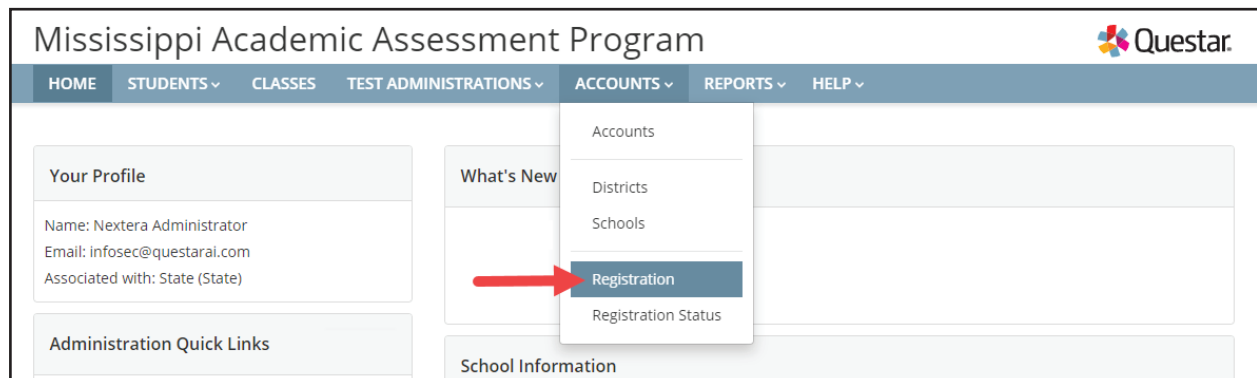 Mississippi Academic Assessment Program
Questar
HOME STUDENTS CLASSES TEST ADMINISTRATIONS ACCOUNTS REPORTS HELP
Accounts
Districts
Schools
Registration
Registration Status
Your Profile
Name: Nextera Administrator
Email: infosec@questarai.com
Associated with: State (State)
Administration Quick Links
What's New
School Information